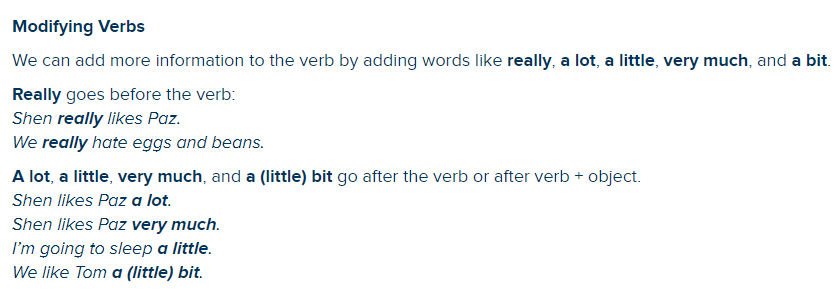 Modifying Verbs
We can add more information to the verb by adding words like really, a lot, a little, very much, and a bit.
Really goes before the verb:
Shen really likes Paz.
We really hate eggs and beans.
A lot, a little, very much, and a (little) bit go after the verb or after verb + object.
Shen likes Paz a lot.
Shen likes Paz very much.
I'm going to sleep a little.
We like Tom a (little) bit.